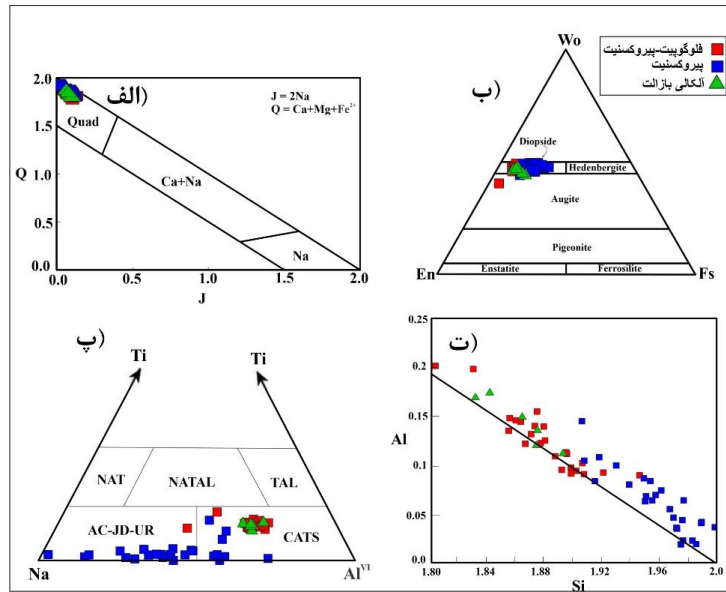 الف)
J = 2Na
Q = Ca+Mg+Fe²⁺
2.0
1.5
1.0
0.5
0.0
Q
Quad
Ca+Na
Na
0.0
0.5
1.0
1.5
2.0
J
ب)
فلوگوپیت-پیروکسنیت
پیروکسنیت
آلکالی بازالت
Wo
Diopside
Hedenbergite
Augite
Pigeonite
Enstatite
Ferrosilite
En
Fs
پ)
Ti
Ti
NAT
NATAL
TAL
AC-JD-UR
CATS
Na
Al^VI
ت)
0.25
0.2
0.15
Al
0.1
0.05
0.0
1.80
1.84
1.88
1.92
1.96
2.0
Si